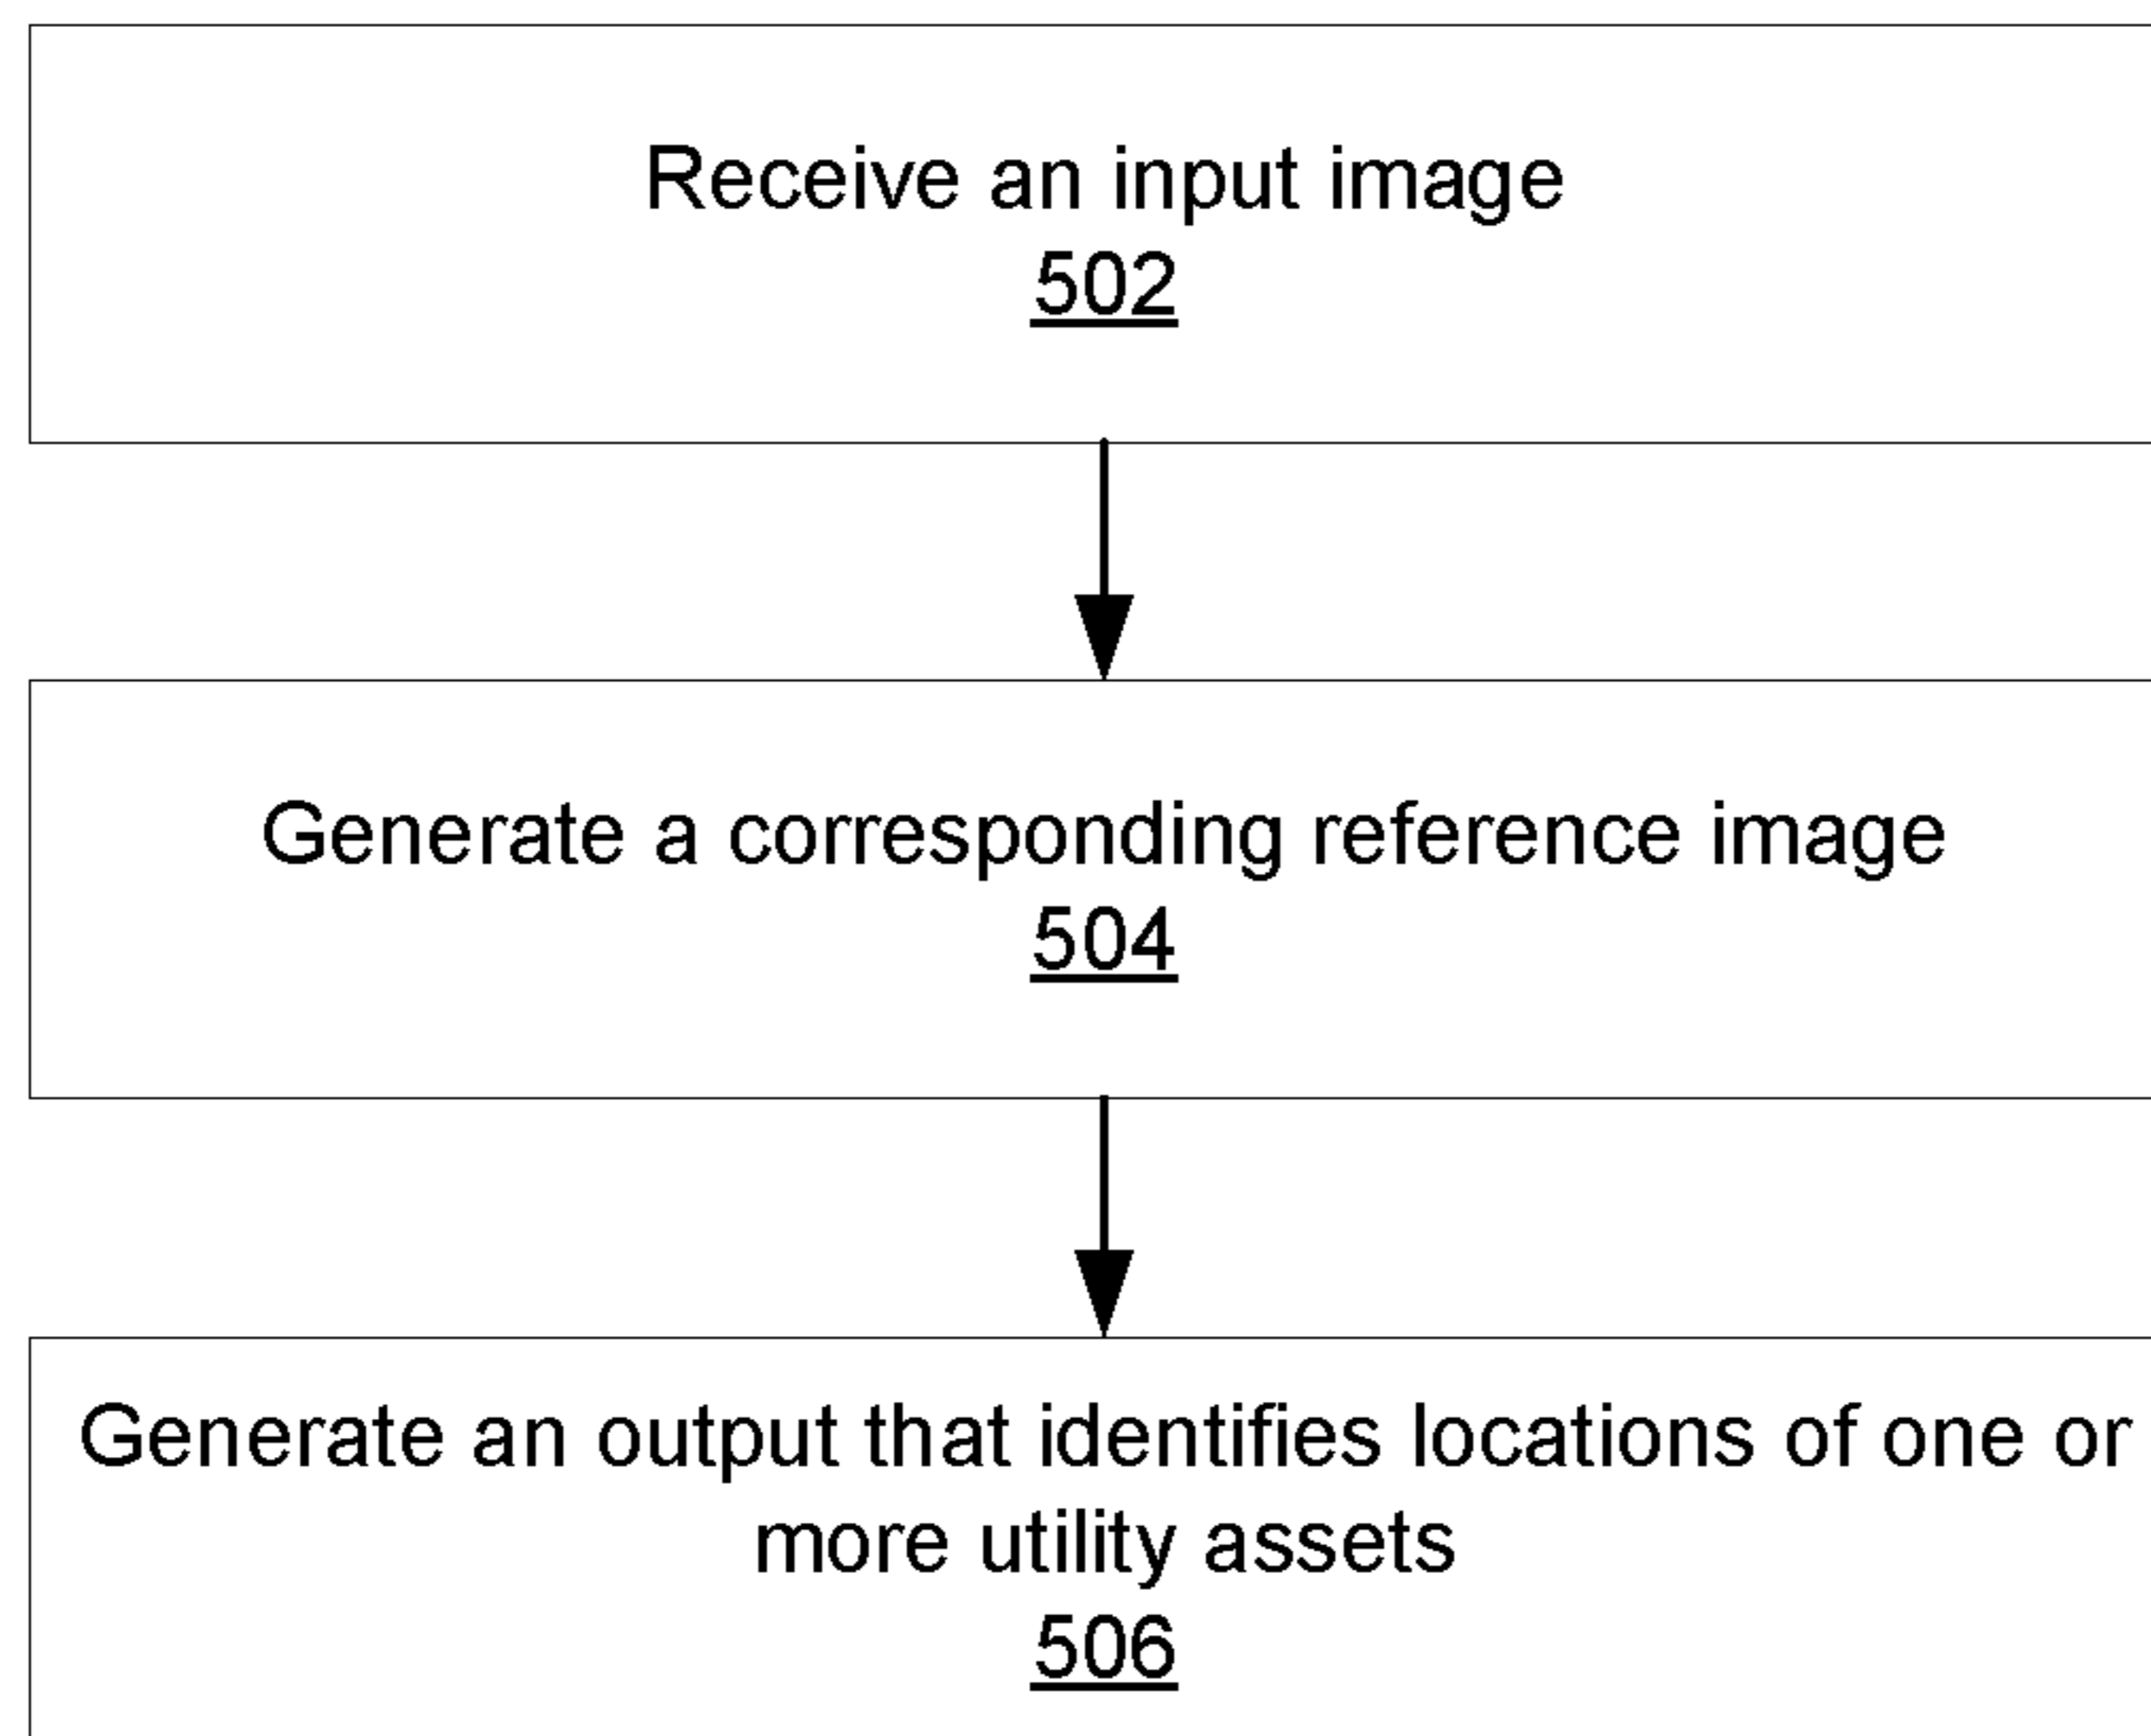 Receive an input image
502
Generate a corresponding reference image
504
Generate an output that identifies locations of one or
more utility assets
506